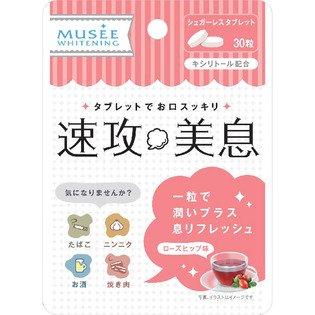 MUSEE
WHITENING
シュガーレスタブレット
30粒
キシリトール配合
タブレットでお口スッキリ
速攻美息
気になりませんか?
たばこ
ニンニク
お酒
焼き肉
一粒で
潤いプラス
息リフレッシュ
ローズヒップ味
写真、イラストはイメージです